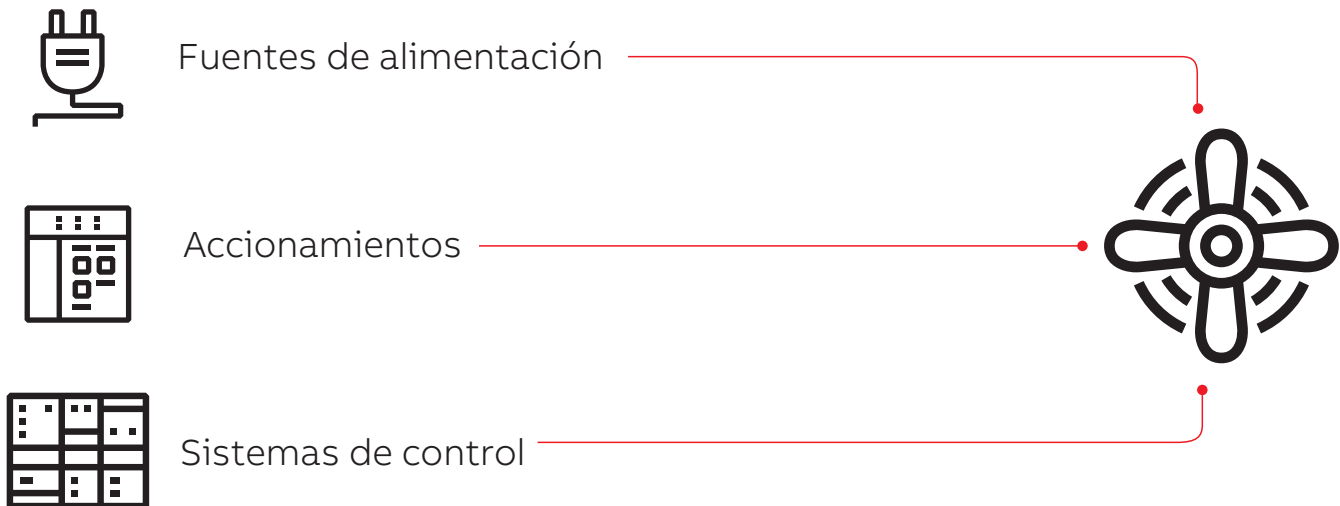 Fuentes de alimentación
Accionamientos
Sistemas de control